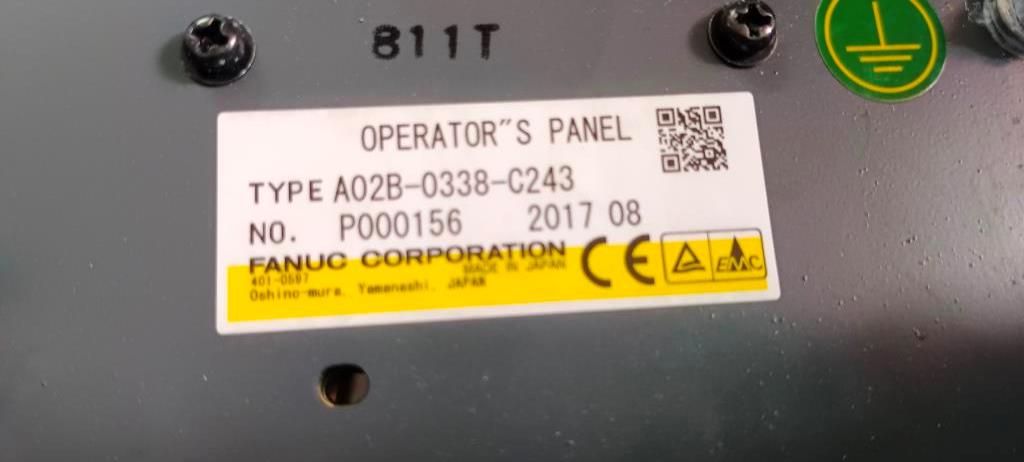 811T
OPERATOR"S PANEL
TYPE A02B-0338-C243
NO. P000156 2017 08
FANUC CORPORATION
MADE IN JAPAN
401-0597
Oshino-mura, Yamanashi, JAPAN
CE
EMC